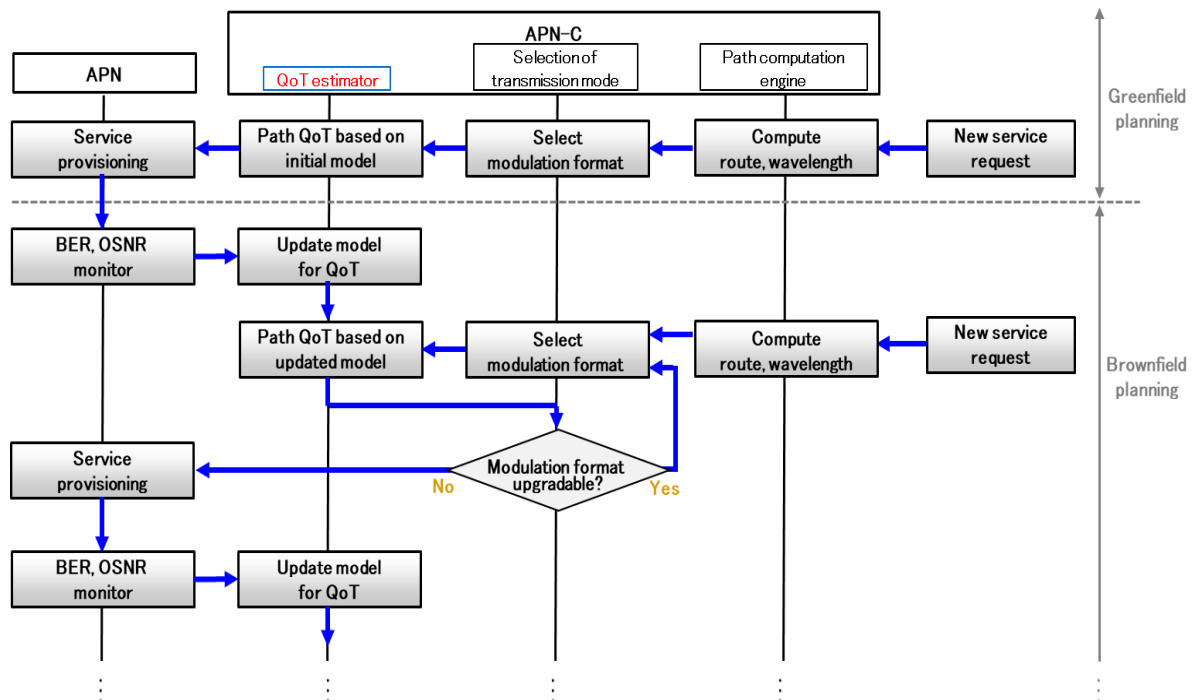 APN-C
APN
QoT estimator
Selection of
transmission mode
Path computation
engine
Greenfield
planning
Service
provisioning
Path QoT based on
initial model
Select
modulation format
Compute
route, wavelength
New service
request
BER, OSNR
monitor
Update model
for QoT
Path QoT based on
updated model
Select
modulation format
Compute
route, wavelength
New service
request
Brownfield
planning
Service
provisioning
Modulation format
upgradable?
No
Yes
BER, OSNR
monitor
Update model
for QoT